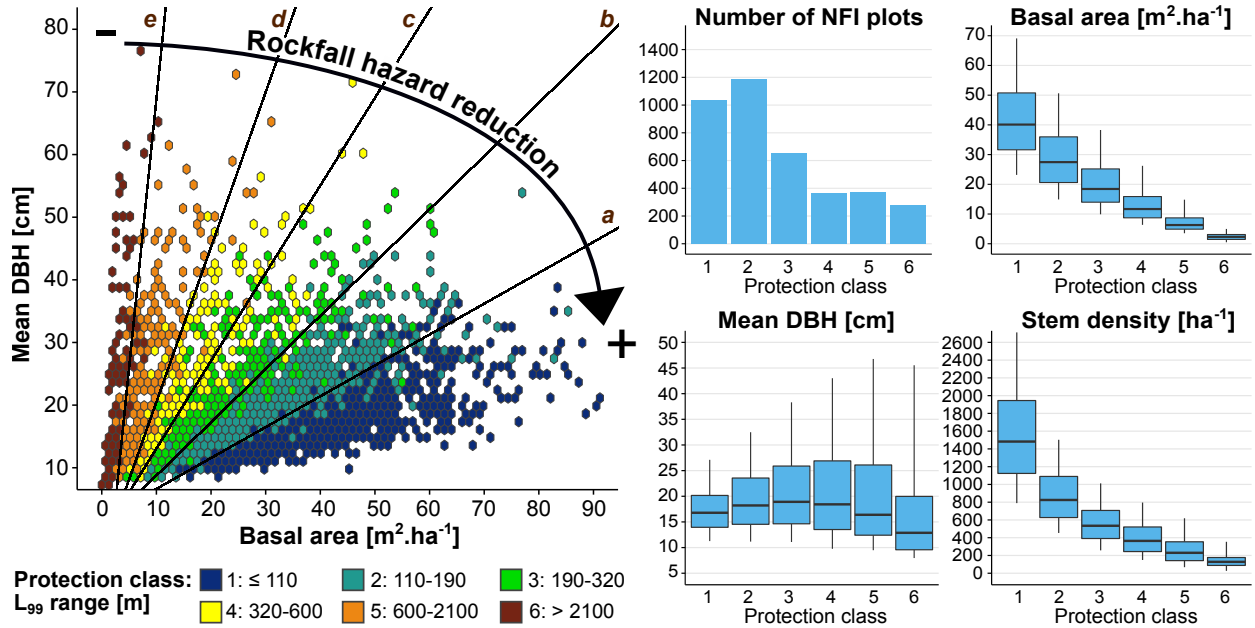 e
d
c
b
a
Rockfall hazard reduction
−
+
80
70
60
50
40
30
20
10
Mean DBH [cm]
0 10 20 30 40 50 60 70 80 90
Basal area [m².ha⁻¹]
Protection class:
L₉₉ range [m]
1: ≤ 110
2: 110-190
3: 190-320
4: 320-600
5: 600-2100
6: > 2100
Number of NFI plots
1400
1200
1000
800
600
400
200
0
1 2 3 4 5 6
Protection class
Basal area [m².ha⁻¹]
70
60
50
40
30
20
10
0
1 2 3 4 5 6
Protection class
Mean DBH [cm]
50
45
40
35
30
25
20
15
10
5
1 2 3 4 5 6
Protection class
Stem density [ha⁻¹]
2600
2400
2200
2000
1800
1600
1400
1200
1000
800
600
400
200
0
1 2 3 4 5 6
Protection class